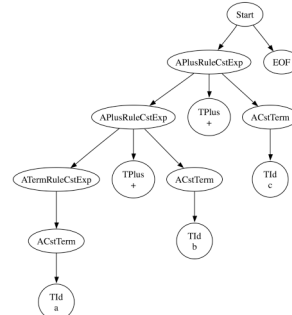 Start
APlusRuleCstExp
EOF
APlusRuleCstExp
TPlus
+
ACstTerm
ATermRuleCstExp
TPlus
+
ACstTerm
TId
c
ACstTerm
TId
b
TId
a